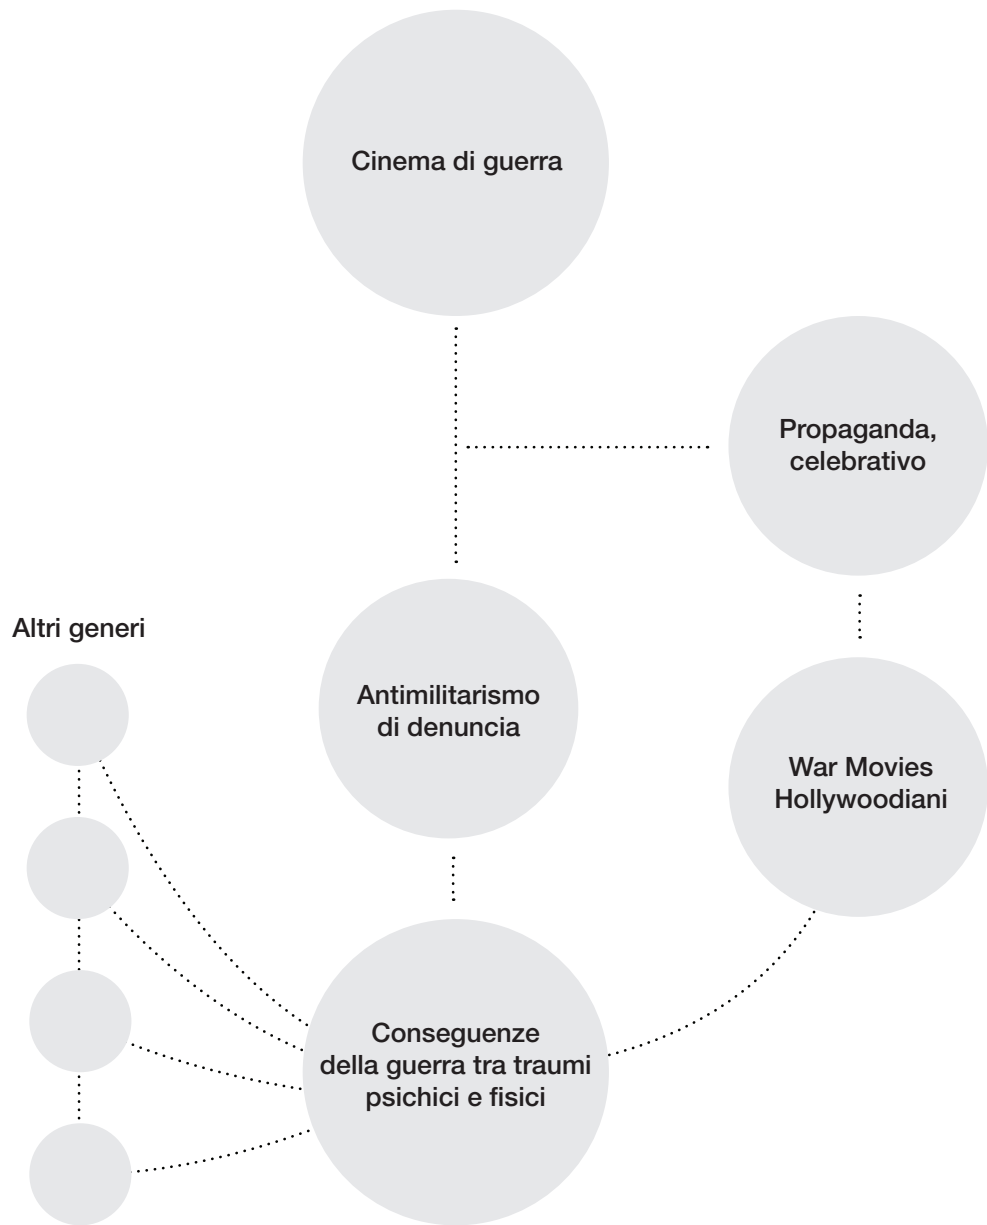 Cinema di guerra
Propaganda,
celebrativo
Altri generi
Antimilitarismo
di denuncia
War Movies
Hollywoodiani
Conseguenze
della guerra tra traumi
psichici e fisici